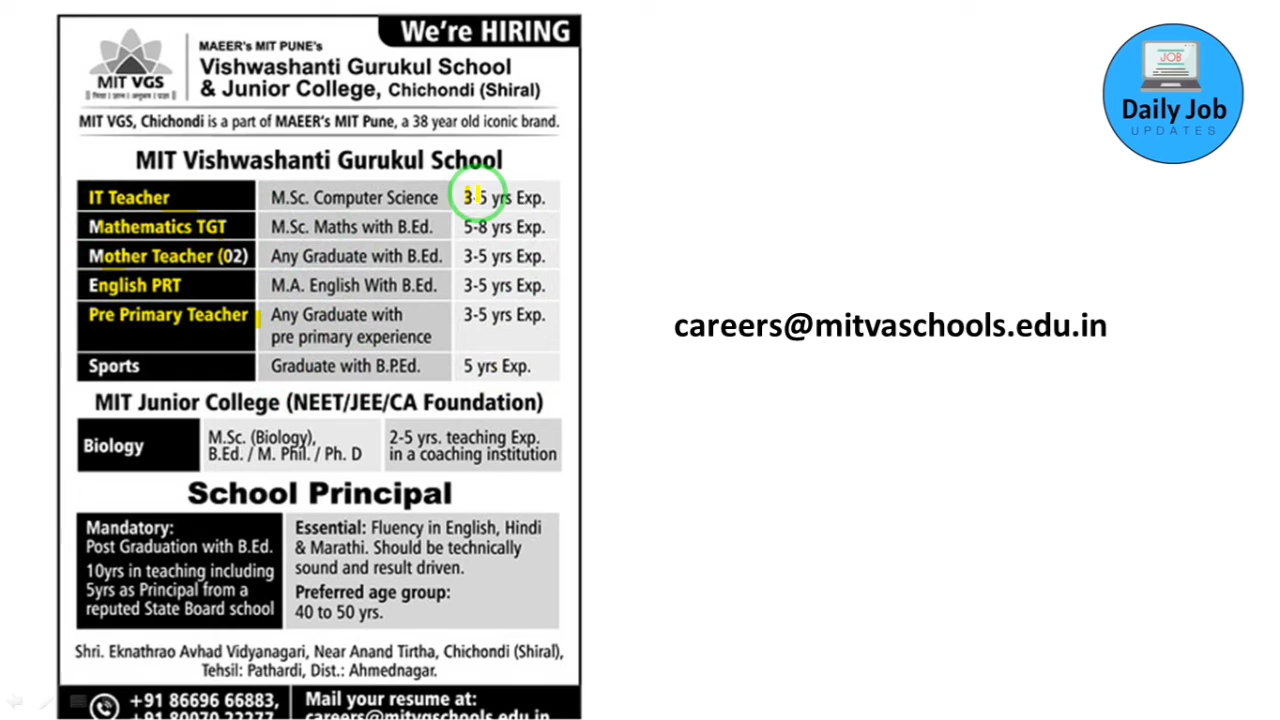 We're HIRING
MAEER's MIT PUNE's
Vishwashanti Gurukul School
& Junior College, Chichondi (Shiral)
MIT VGS
MIT VGS, Chichondi is a part of MAEER's MIT Pune, a 38 year old iconic brand.
MIT Vishwashanti Gurukul School
IT Teacher M.Sc. Computer Science 3-5 yrs Exp.
Mathematics TGT M.Sc. Maths with B.Ed. 5-8 yrs Exp.
Mother Teacher (02) Any Graduate with B.Ed. 3-5 yrs Exp.
English PRT M.A. English With B.Ed. 3-5 yrs Exp.
Pre Primary Teacher Any Graduate with 3-5 yrs Exp.
pre primary experience
Sports Graduate with B.P.Ed. 5 yrs Exp.
MIT Junior College (NEET/JEE/CA Foundation)
Biology
M.Sc. (Biology),
B.Ed. / M. Phil. / Ph. D
2-5 yrs. teaching Exp.
in a coaching institution
School Principal
Mandatory:
Post Graduation with B.Ed.
10yrs in teaching including
5yrs as Principal from a
reputed State Board school
Essential: Fluency in English, Hindi
& Marathi. Should be technically
sound and result driven.
Preferred age group:
40 to 50 yrs.
Shri. Eknathrao Avhad Vidyanagari, Near Anand Tirtha, Chichondi (Shiral),
Tehsil: Pathardi, Dist.: Ahmednagar.
+91 86696 66883,
+91 80070 22277
Mail your resume at:
careers@mitvgschools.edu.in
careers@mitvaschools.edu.in
JOB
Daily Job
UPDATES